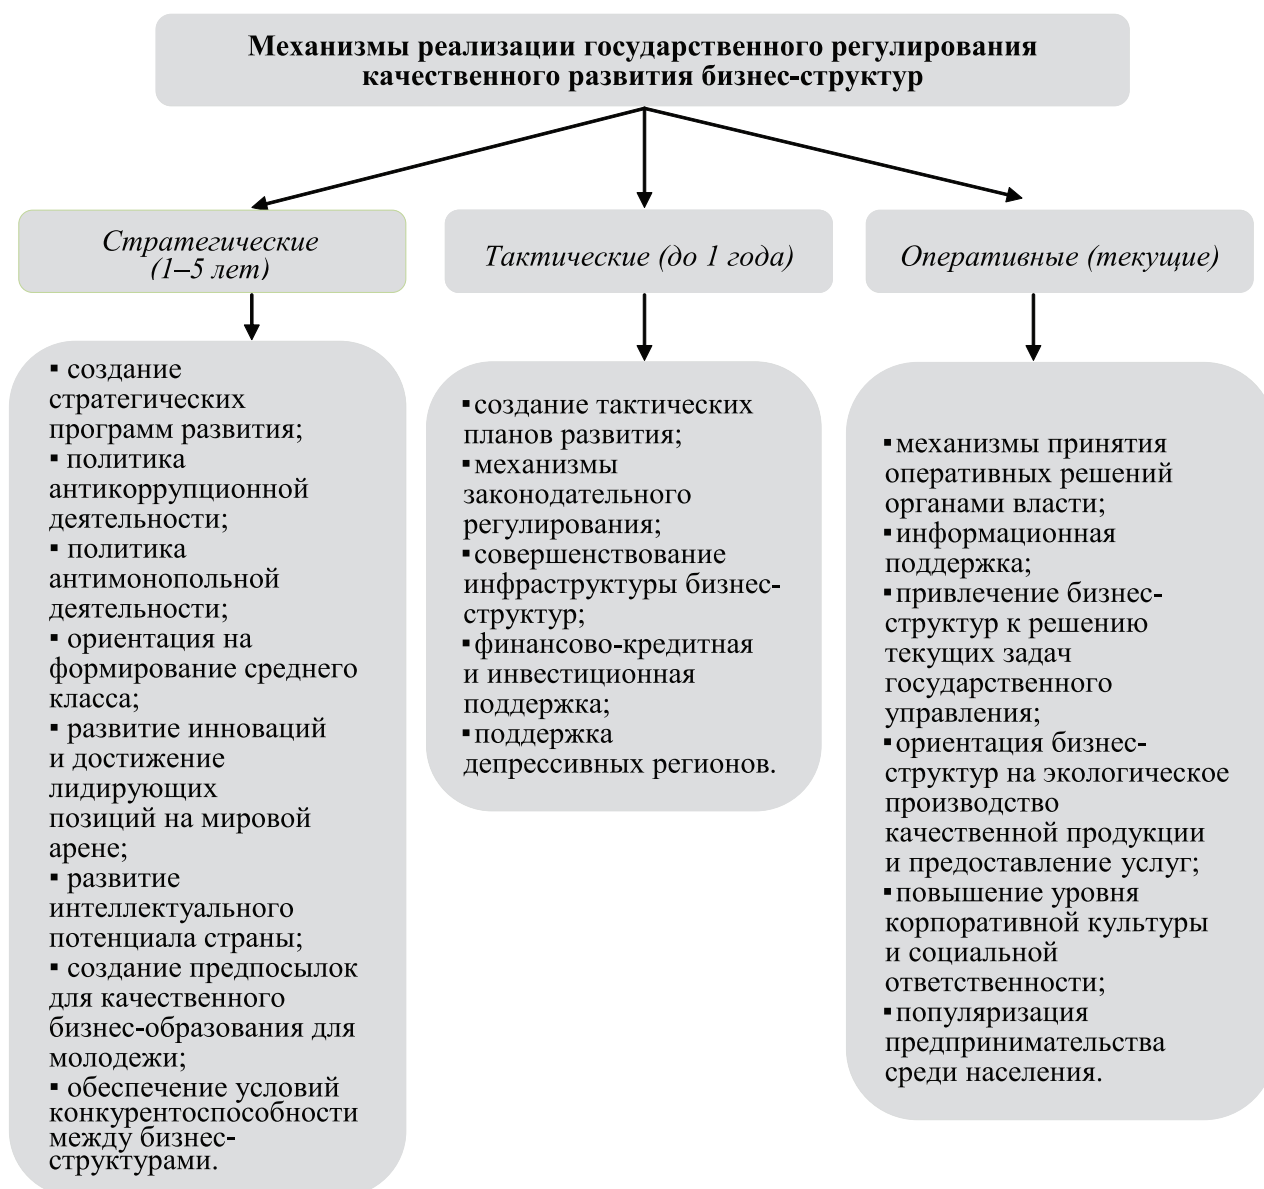 Механизмы реализации государственного регулирования
качественного развития бизнес-структур
Стратегические
(1–5 лет)
Тактические (до 1 года)
Оперативные (текущие)
▪ создание
стратегических
программ развития;
▪ политика
антикоррупционной
деятельности;
▪ политика
антимонопольной
деятельности;
▪ ориентация на
формирование среднего
класса;
▪ развитие инноваций
и достижение
лидирующих
позиций на мировой
арене;
▪ развитие
интеллектуального
потенциала страны;
▪ создание предпосылок
для качественного
бизнес-образования для
молодежи;
▪ обеспечение условий
конкурентоспособности
между бизнес-
структурами.
▪ создание тактических
планов развития;
▪ механизмы
законодательного
регулирования;
▪ совершенствование
инфраструктуры бизнес-
структур;
▪ финансово-кредитная
и инвестиционная
поддержка;
▪ поддержка
депрессивных регионов.
▪ механизмы принятия
оперативных решений
органами власти;
▪ информационная
поддержка;
▪ привлечение бизнес-
структур к решению
текущих задач
государственного
управления;
▪ ориентация бизнес-
структур на экологическое
производство
качественной продукции
и предоставление услуг;
▪ повышение уровня
корпоративной культуры
и социальной
ответственности;
▪ популяризация
предпринимательства
среди населения.